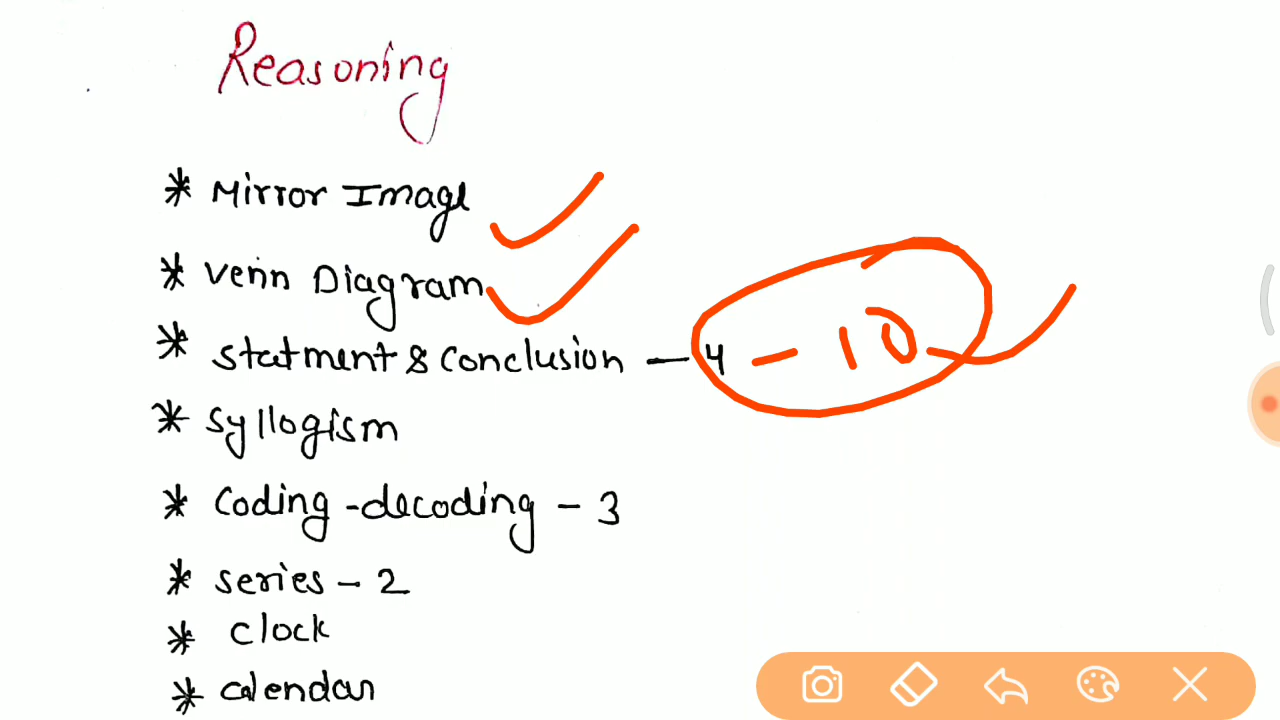 Reasoning
* Mirror Image
* Venn Diagram
* Statment & Conclusion - 4 - 10
* Syllogism
* Coding-decoding - 3
* Series - 2
* Clock
* Calendar